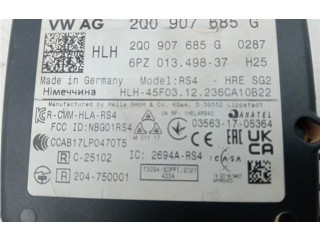 VW AG 2Q0 907 685 G
HLH 2Q0 907 685 G 0287
6PZ 013.498-37 H25
Made in Germany Model:RS4 - HRE SG2
Німеччина HLH-45F03.12.236CA10B22
Manufactured by Hella GmbH & Co. KGaA, D 59552 Lippstadt
R-CMM-HLA-RS4
FCC ID:NBG01RS4
ANATEL
03563-17-05364
CCAB17LP0470T5
C-25102 IC: 2694A-RS4
ICASA
UK CA
R 204-750001